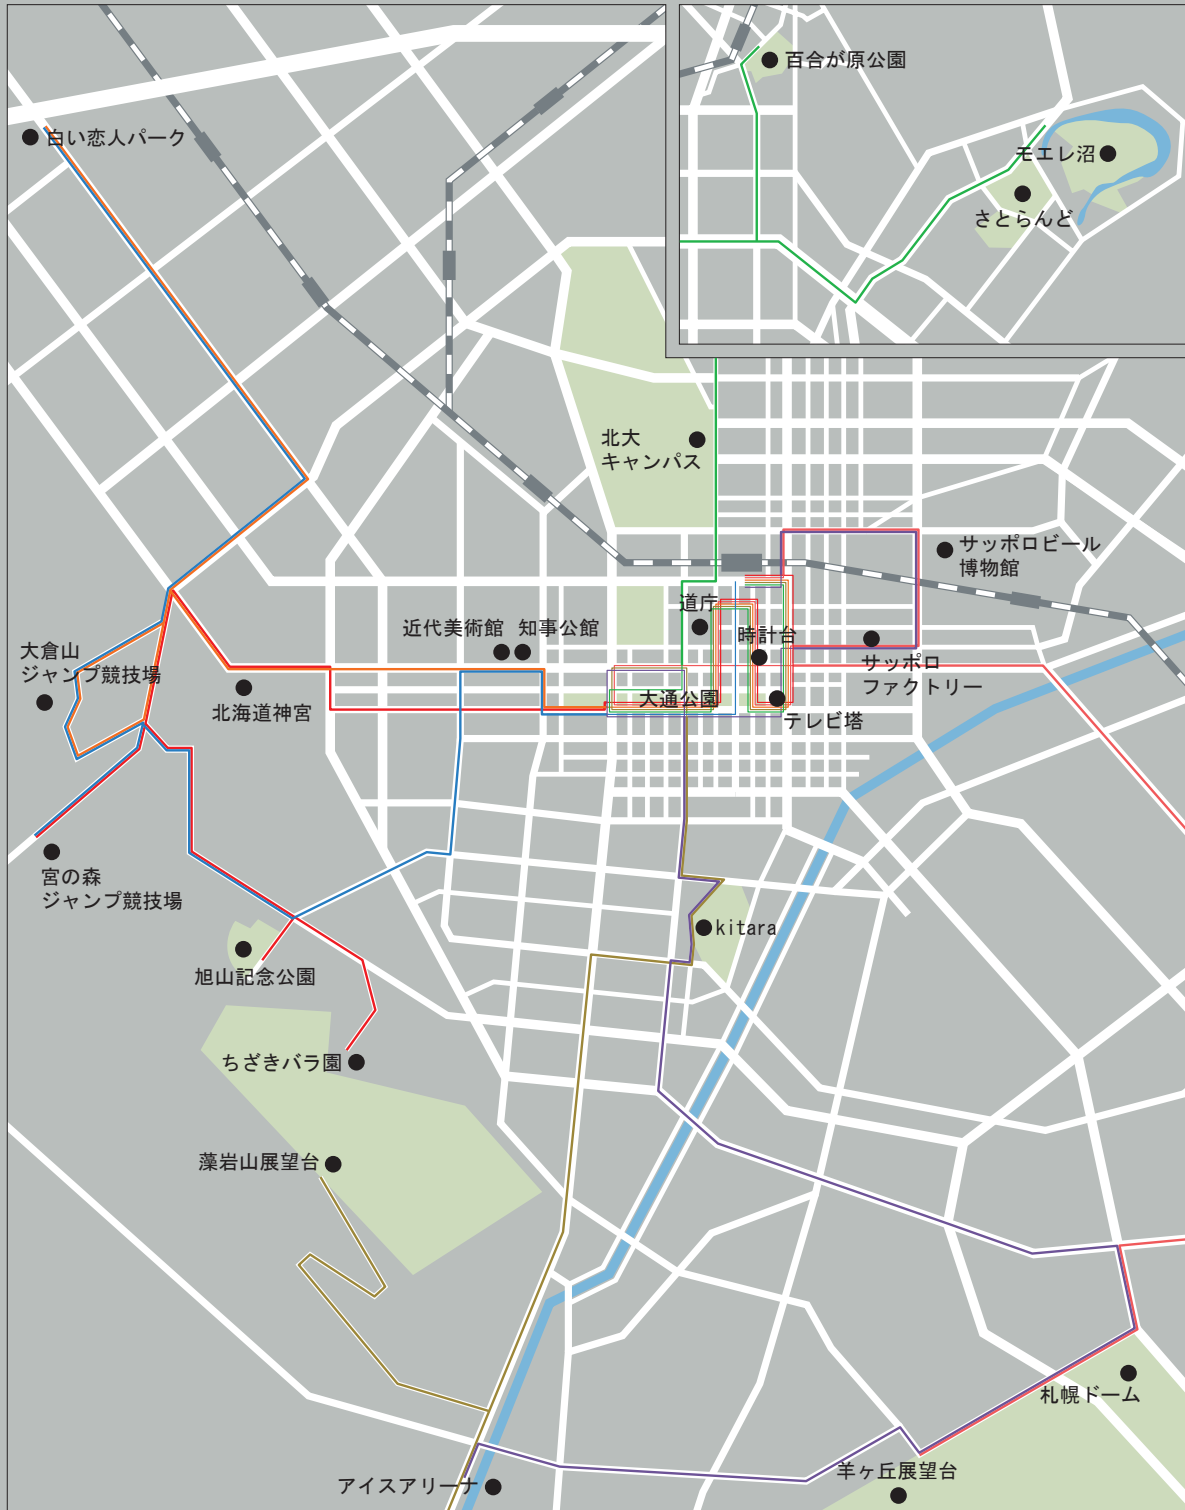 百合が原公園
白い恋人パーク
モエレ沼
さとらんど
北大
キャンパス
サッポロビール
博物館
道庁
近代美術館
知事公館
時計台
大倉山
ジャンプ競技場
サッポロ
ファクトリー
北海道神宮
大通公園
テレビ塔
宮の森
ジャンプ競技場
kitara
旭山記念公園
ちざきバラ園
藻岩山展望台
札幌ドーム
羊ヶ丘展望台
アイスアリーナ